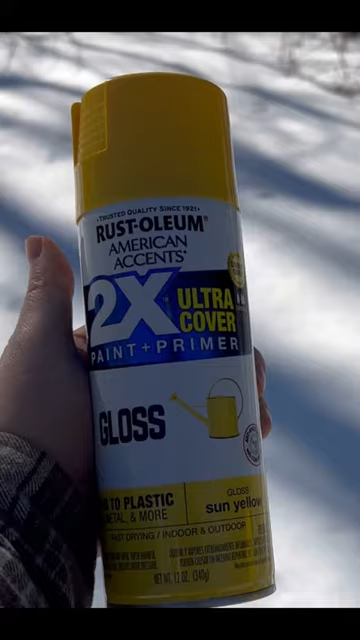 •TRUSTED QUALITY SINCE 1921•
RUST-OLEUM®
AMERICAN
ACCENTS®
2X
ULTRA
COVER
PAINT+PRIMER
GLOSS
TO PLASTIC
METAL, & MORE
GLOSS
sun yellow
FAST DRYING / INDOOR & OUTDOOR
NET WT. 12 OZ. (340g)